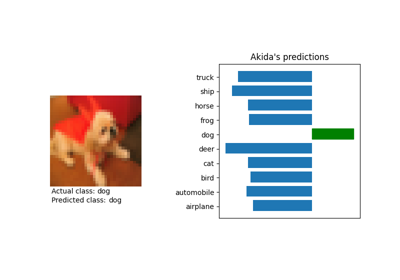 Akida's predictions
truck
ship
horse
frog
dog
deer
cat
bird
automobile
airplane
Actual class: dog
Predicted class: dog